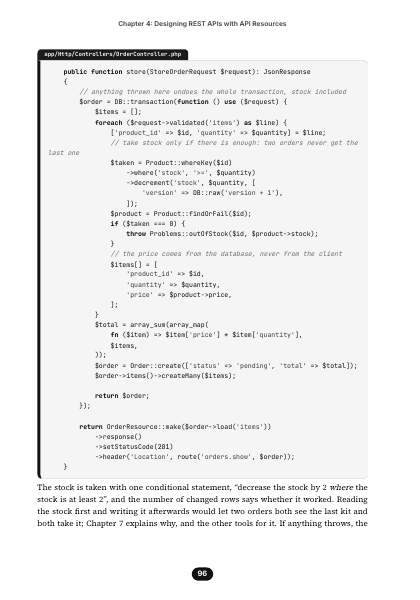 Chapter 4: Designing REST APIs with API Resources
app/Http/Controllers/OrderController.php
    public function store(StoreOrderRequest $request): JsonResponse
    {
        // anything thrown here undoes the whole transaction, stock included
        $order = DB::transaction(function () use ($request) {
            $items = [];
            foreach ($request->validated('items') as $line) {
                ['product_id' => $id, 'quantity' => $quantity] = $line;
                // take stock only if there is enough: two orders never get the
last one
                $taken = Product::whereKey($id)
                    ->where('stock', '>=', $quantity)
                    ->decrement('stock', $quantity, [
                        'version' => DB::raw('version + 1'),
                    ]);
                $product = Product::findOrFail($id);
                if ($taken === 0) {
                    throw Problems::outOfStock($id, $product->stock);
                }
                // the price comes from the database, never from the client
                $items[] = [
                    'product_id' => $id,
                    'quantity' => $quantity,
                    'price' => $product->price,
                ];
            }
            $total = array_sum(array_map(
                fn ($item) => $item['price'] * $item['quantity'],
                $items,
            ));
            $order = Order::create(['status' => 'pending', 'total' => $total]);
            $order->items()->createMany($items);

            return $order;
        });

        return OrderResource::make($order->load('items'))
            ->response()
            ->setStatusCode(201)
            ->header('Location', route('orders.show', $order));
    }
The stock is taken with one conditional statement, “decrease the stock by 2 where the
stock is at least 2”, and the number of changed rows says whether it worked. Reading
the stock first and writing it afterwards would let two orders both see the last kit and
both take it; Chapter 7 explains why, and the other tools for it. If anything throws, the
96